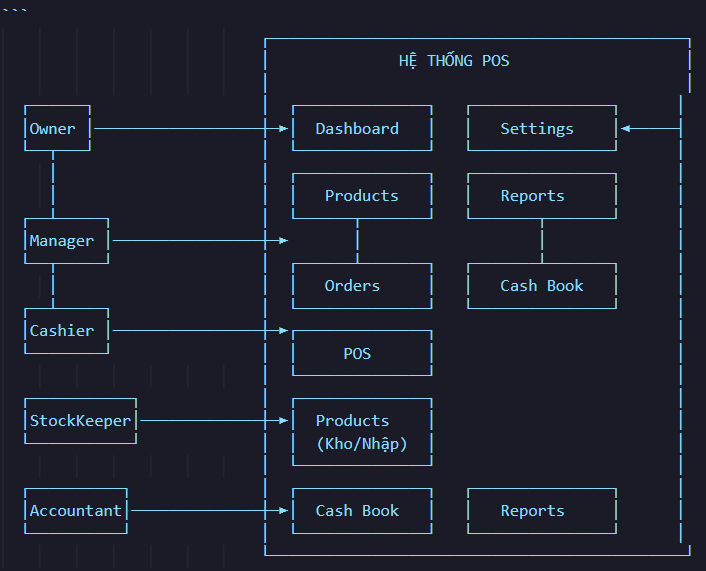 ```
HỆ THỐNG POS
Owner Dashboard Settings
Products Reports
Manager
Orders Cash Book
Cashier
POS
StockKeeper Products
(Kho/Nhập)
Accountant Cash Book Reports